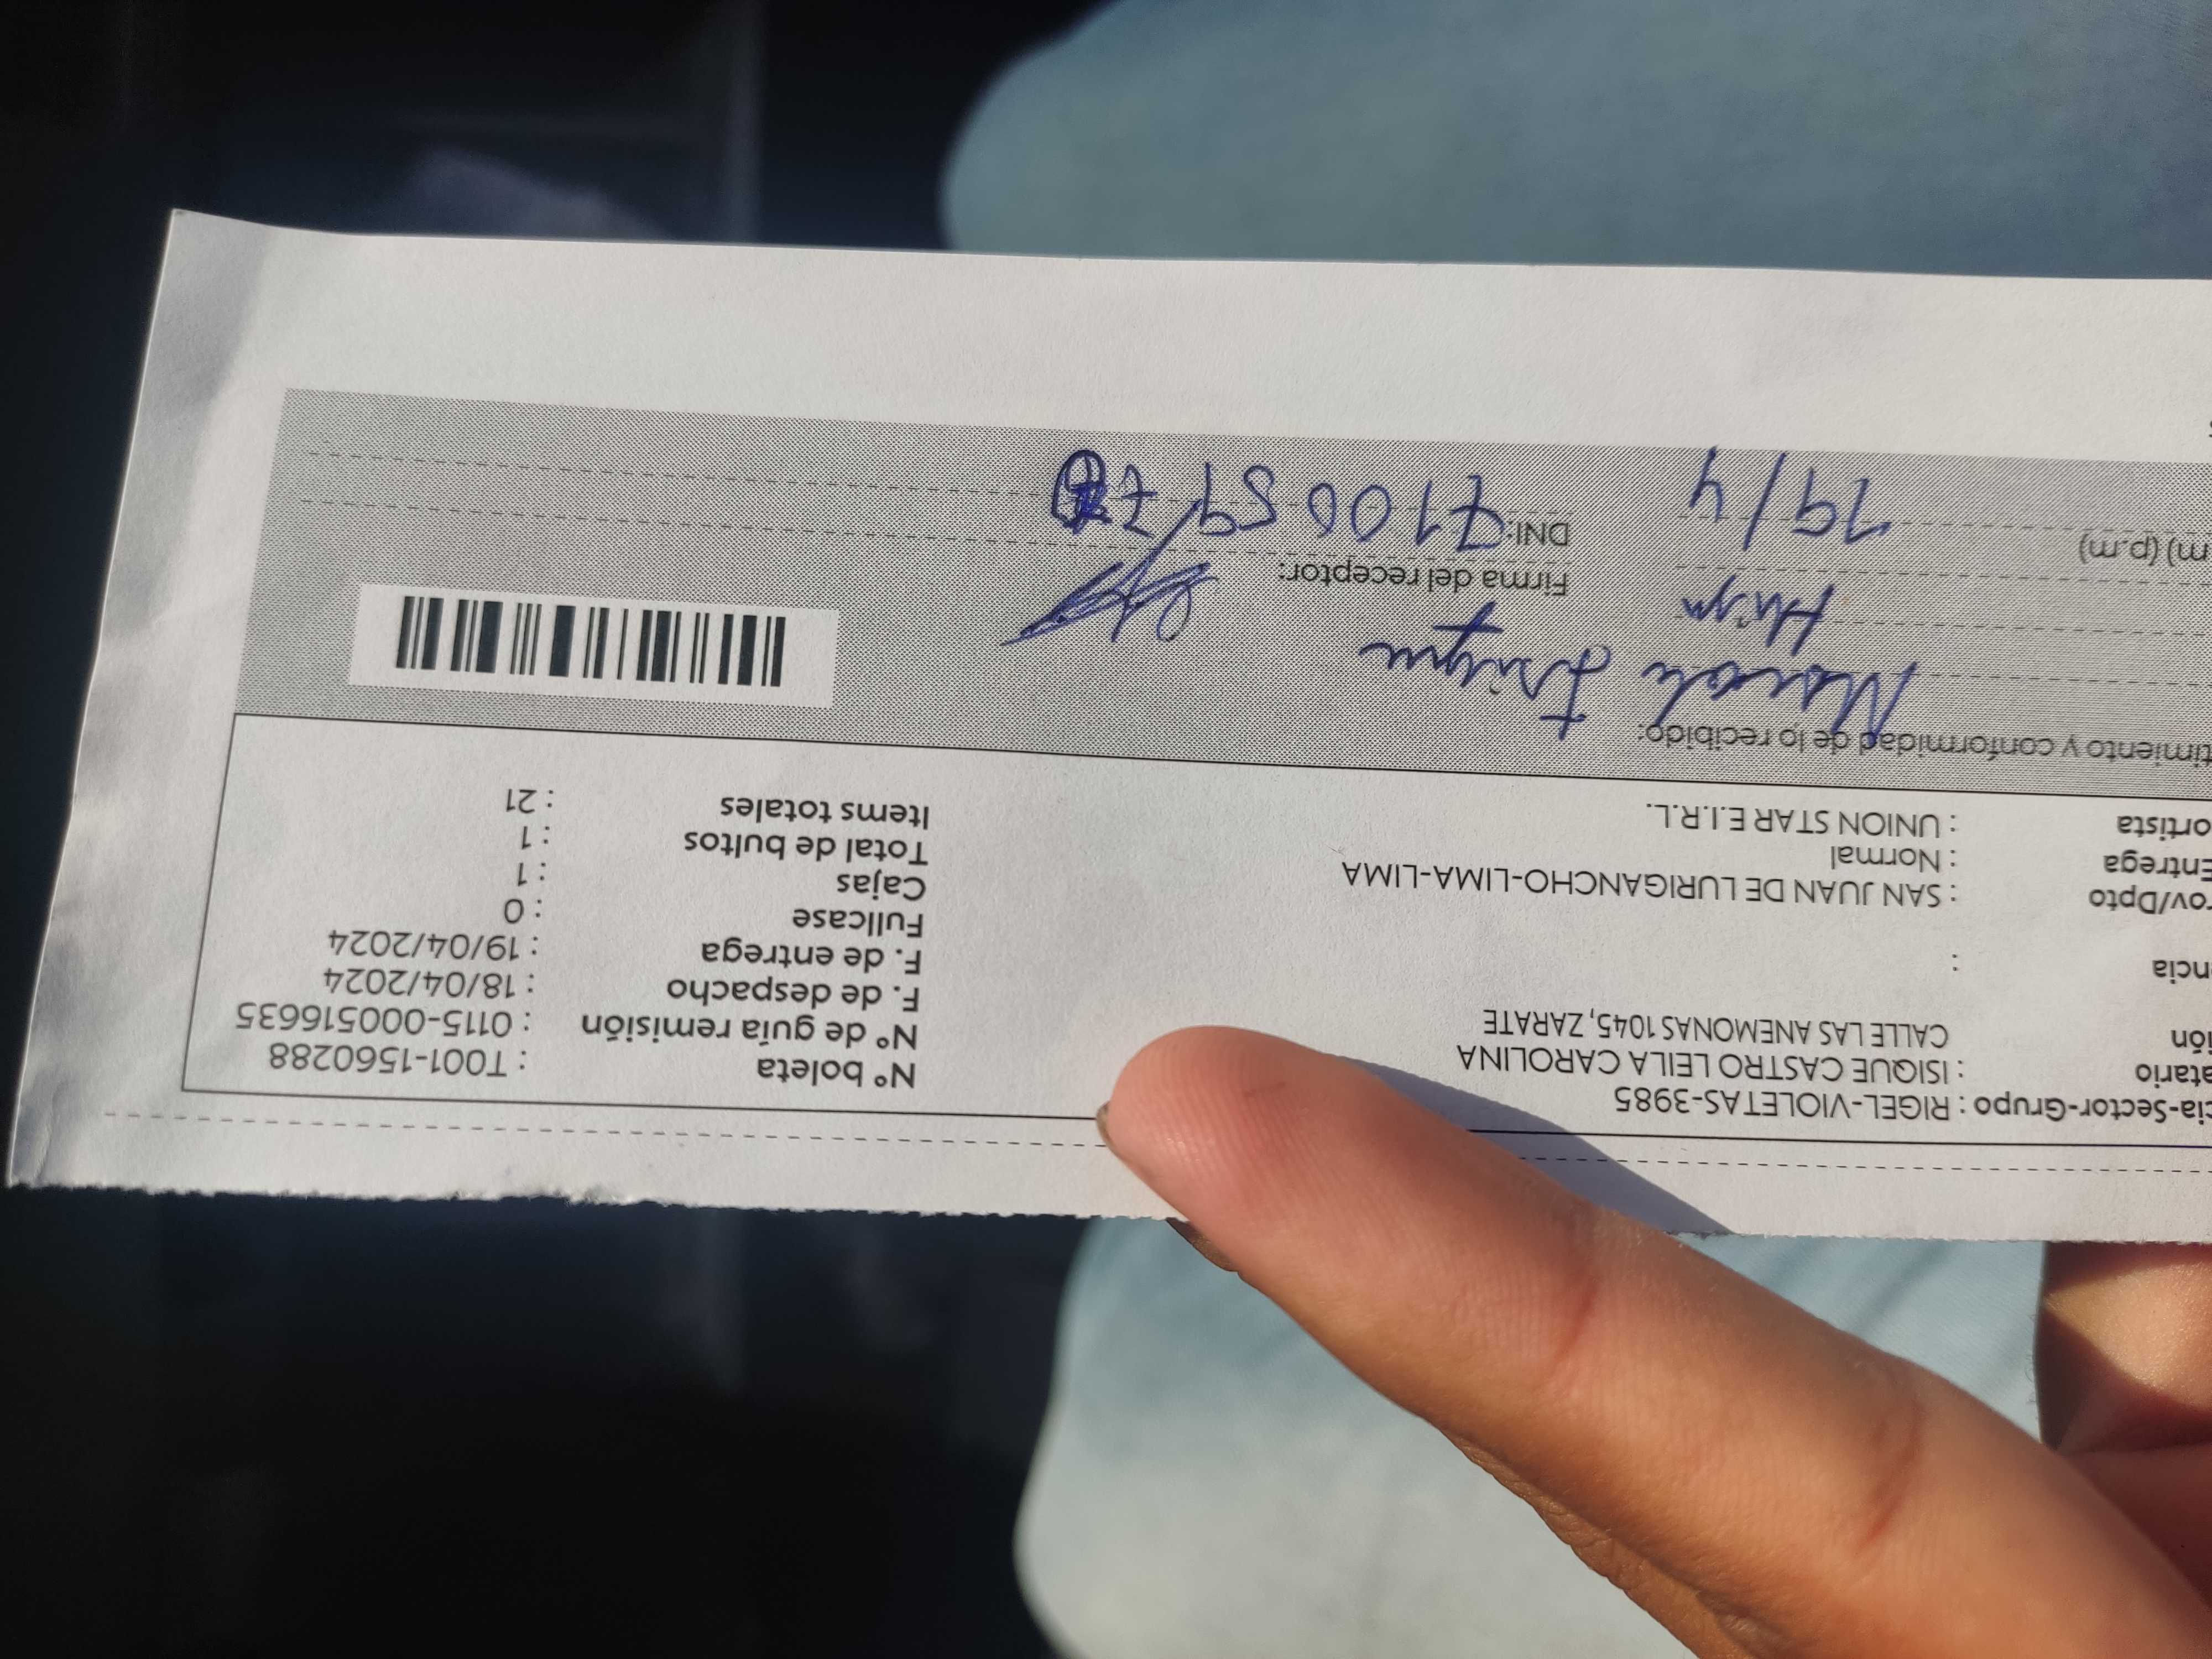 cia-Sector-Grupo : RIGEL-VIOLETAS-3985
atario : ISIQUE CASTRO LEILA CAROLINA
ión CALLE LAS ANEMONAS 1045, ZARATE
ncia :
rov/Dpto : SAN JUAN DE LURIGANCHO-LIMA-LIMA
Entrega : Normal
ortista : UNION STAR E.I.R.L.
N° boleta : T001-1560288
N° de guía remisión : 0115-000516635
F. de despacho : 18/04/2024
F. de entrega : 19/04/2024
Fullcase : 0
Cajas : 1
Total de bultos : 1
Items totales : 21
timiento y conformidad de lo recibido:
Firma del receptor:
m) (p.m) 19/4
DNI: